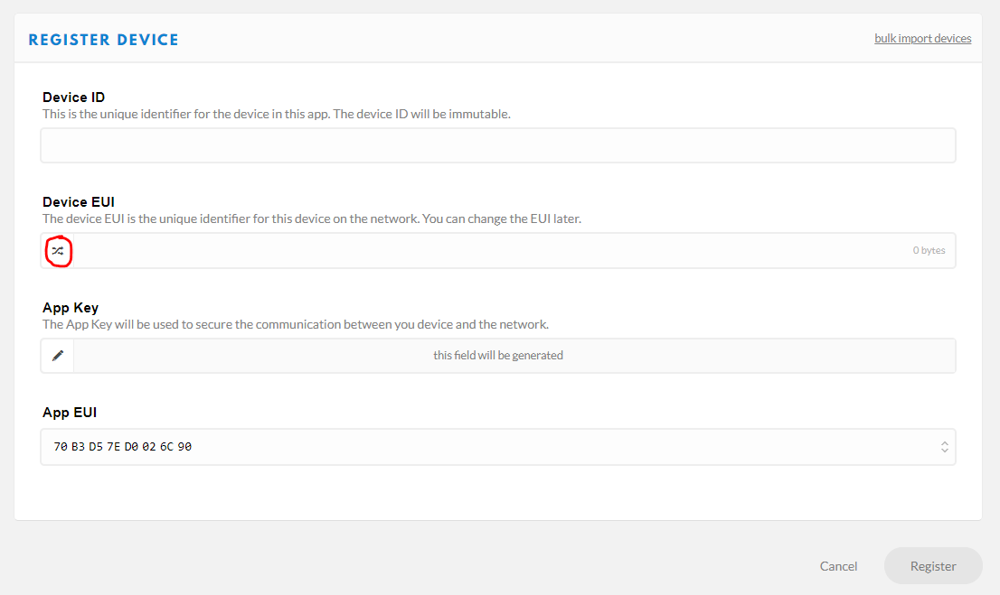 REGISTER DEVICE
bulk import devices
Device ID
This is the unique identifier for the device in this app. The device ID will be immutable.
Device EUI
The device EUI is the unique identifier for this device on the network. You can change the EUI later.
0 bytes
App Key
The App Key will be used to secure the communication between you device and the network.
this field will be generated
App EUI
70 B3 D5 7E D0 02 6C 90
Cancel
Register